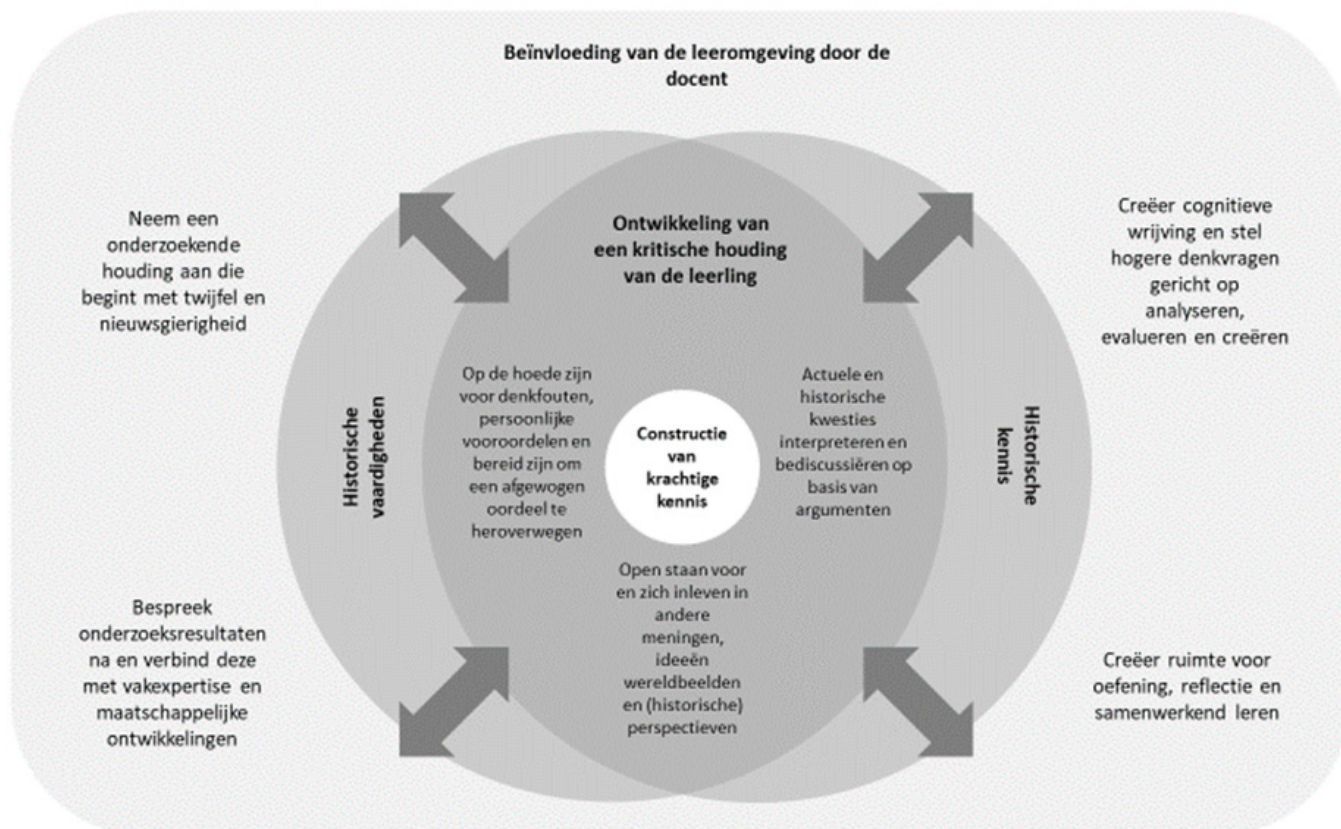 Beïnvloeding van de leeromgeving door de
docent
Neem een
onderzoekende
houding aan die
begint met twijfel en
nieuwsgierigheid
Ontwikkeling van
een kritische houding
van de leerling
Creëer cognitieve
wrijving en stel
hogere denkvragen
gericht op
analyseren,
evalueren en creëren
Historische
vaardigheden
Op de hoede zijn
voor denkfouten,
persoonlijke
vooroordelen en
bereid zijn om
een afgewogen
oordeel te
heroverwegen
Constructie
van
krachtige
kennis
Actuele en
historische
kwesties
interpreteren en
bediscussiëren op
basis van
argumenten
Historische
kennis
Bespreek
onderzoeksresultaten
na en verbind deze
met vakexpertise en
maatschappelijke
ontwikkelingen
Open staan voor
en zich inleven in
andere
meningen,
ideeën
wereldbeelden
en (historische)
perspectieven
Creëer ruimte voor
oefening, reflectie en
samenwerkend leren